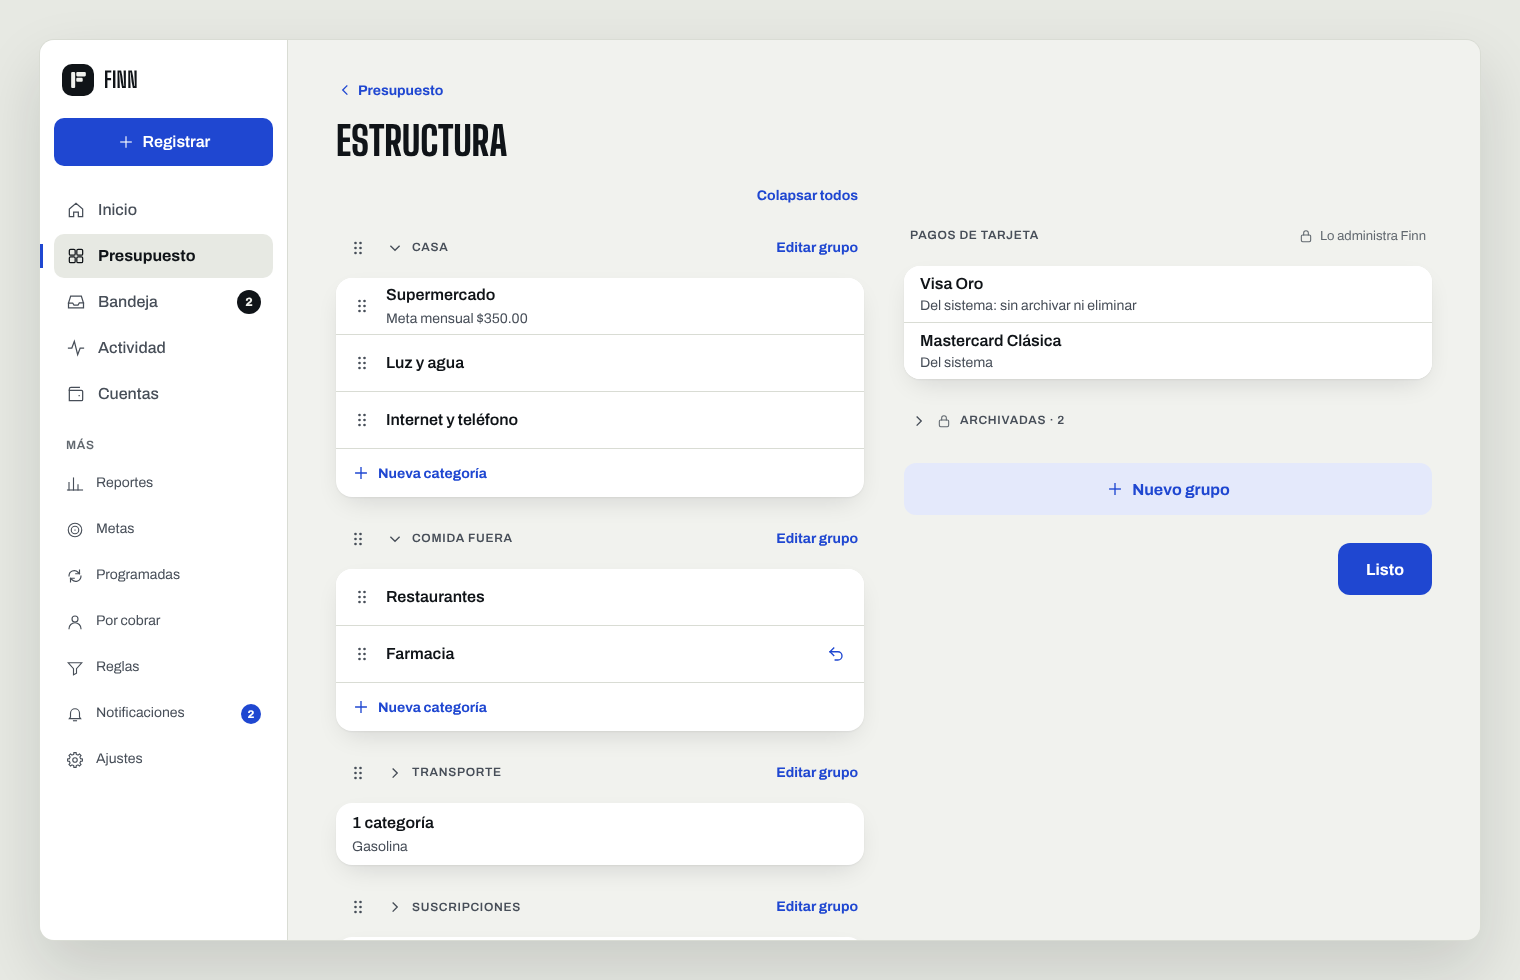 FINN
Registrar
Inicio
Presupuesto
Bandeja 2
Actividad
Cuentas
MÁS
Reportes
Metas
Programadas
Por cobrar
Reglas
Notificaciones 2
Ajustes
Presupuesto
ESTRUCTURA
Colapsar todos
CASA Editar grupo
Supermercado
Meta mensual $350.00
Luz y agua
Internet y teléfono
Nueva categoría
COMIDA FUERA Editar grupo
Restaurantes
Farmacia
Nueva categoría
TRANSPORTE Editar grupo
1 categoría
Gasolina
SUSCRIPCIONES Editar grupo
PAGOS DE TARJETA Lo administra Finn
Visa Oro
Del sistema: sin archivar ni eliminar
Mastercard Clásica
Del sistema
ARCHIVADAS · 2
Nuevo grupo
Listo